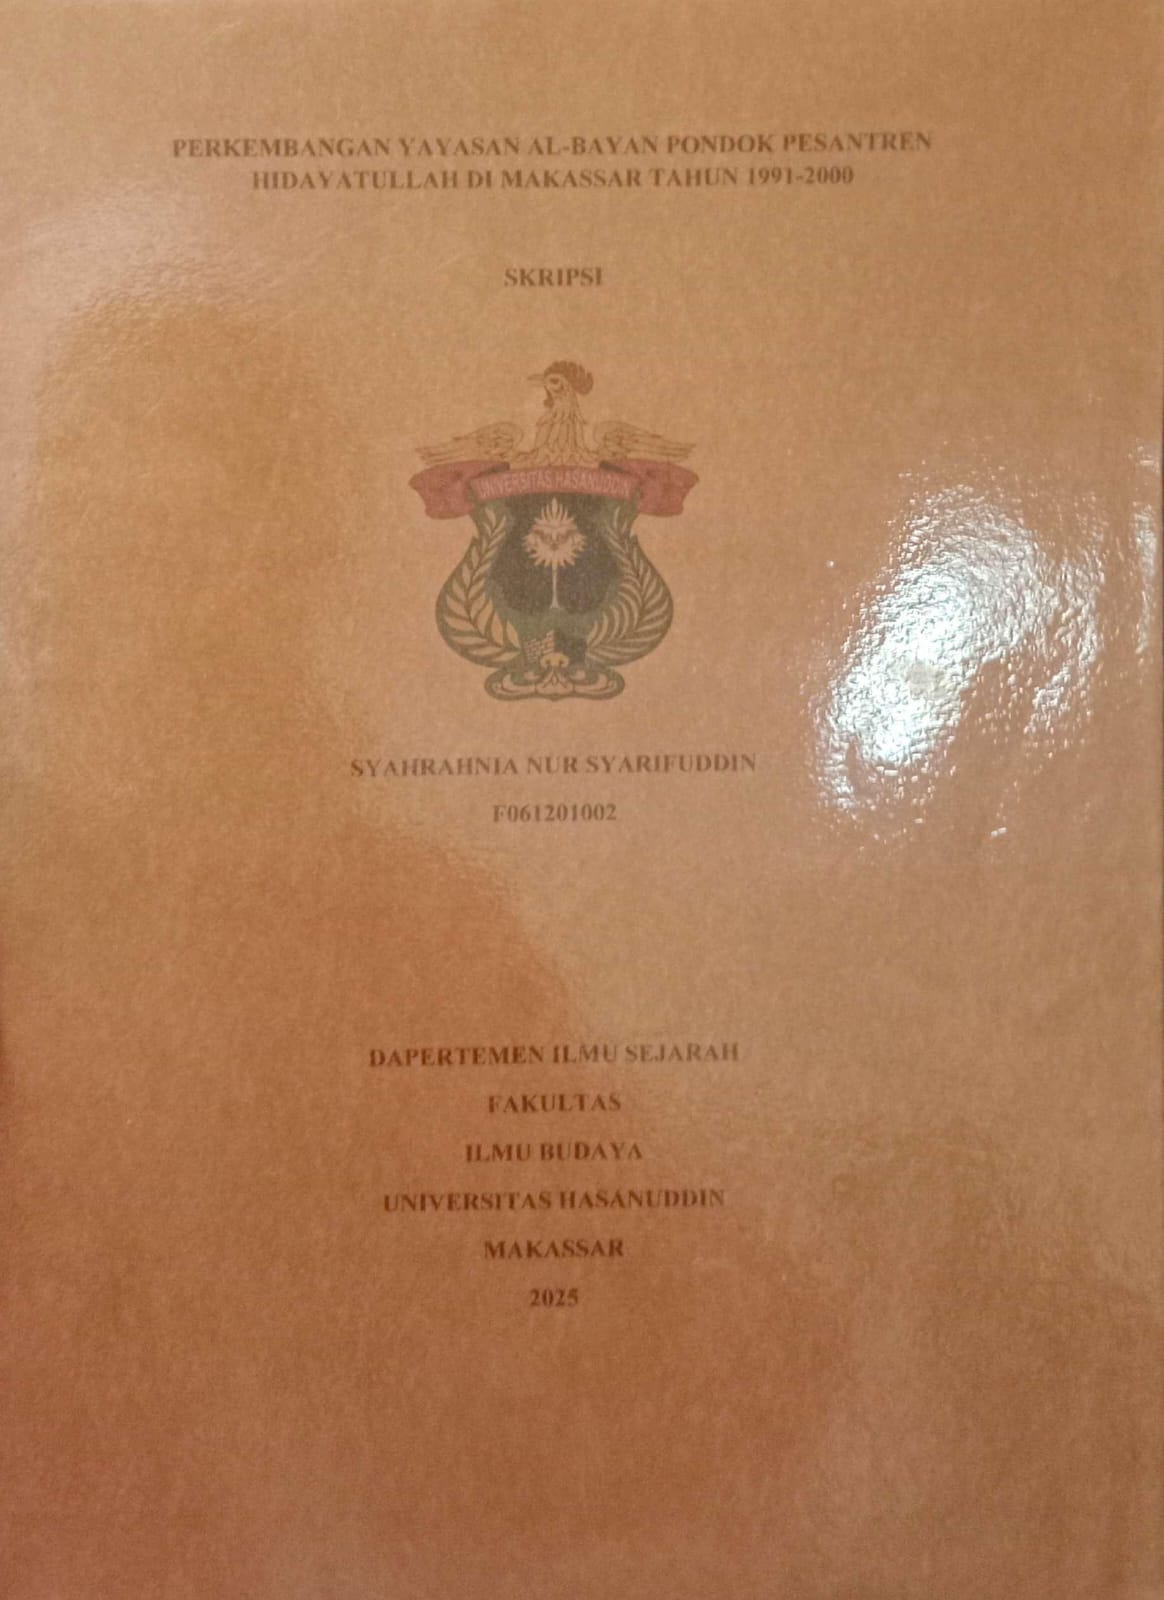 PERKEMBANGAN YAYASAN AL-BAYAN PONDOK PESANTREN
HIDAYATULLAH DI MAKASSAR TAHUN 1991-2000
SKRIPSI
UNIVERSITAS HASANUDDIN
SYAHRAHNIA NUR SYARIFUDDIN
F061201002
DAPERTEMEN ILMU SEJARAH
FAKULTAS
ILMU BUDAYA
UNIVERSITAS HASANUDDIN
MAKASSAR
2025